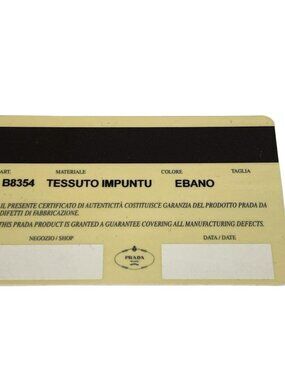 ART. MATERIALE COLORE TAGLIA
B8354 TESSUTO IMPUNTU EBANO
IL PRESENTE CERTIFICATO DI AUTENTICITÀ COSTITUISCE GARANZIA DEL PRODOTTO PRADA DA
DIFETTI DI FABBRICAZIONE.
THIS PRADA PRODUCT IS GRANTED A GUARANTEE COVERING ALL MANUFACTURING DEFECTS.
NEGOZIO / SHOP DATA / DATE
PRADA